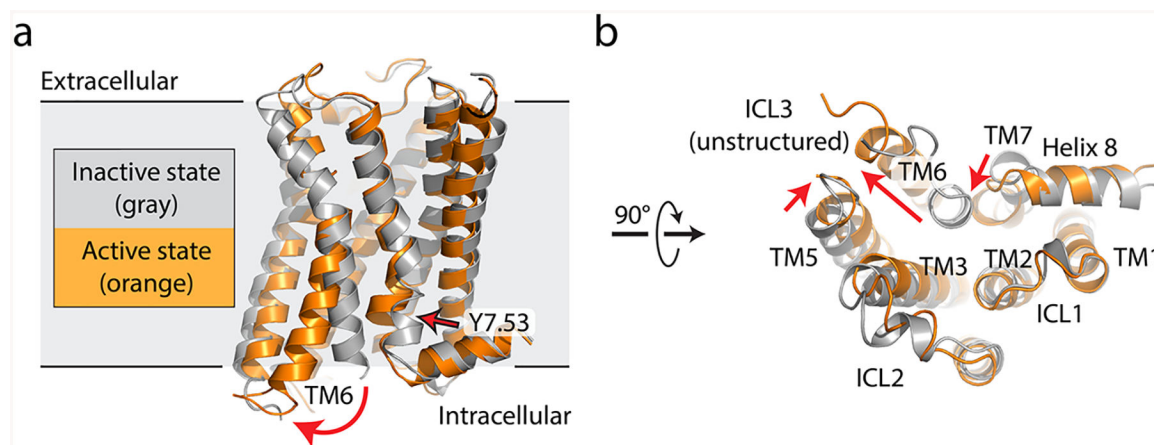 a
Extracellular
Inactive state
(gray)
Active state
(orange)
Y7.53
TM6
Intracellular
b
ICL3
(unstructured)
TM7
Helix 8
TM6
90°
TM5
TM3
TM2
TM1
ICL1
ICL2